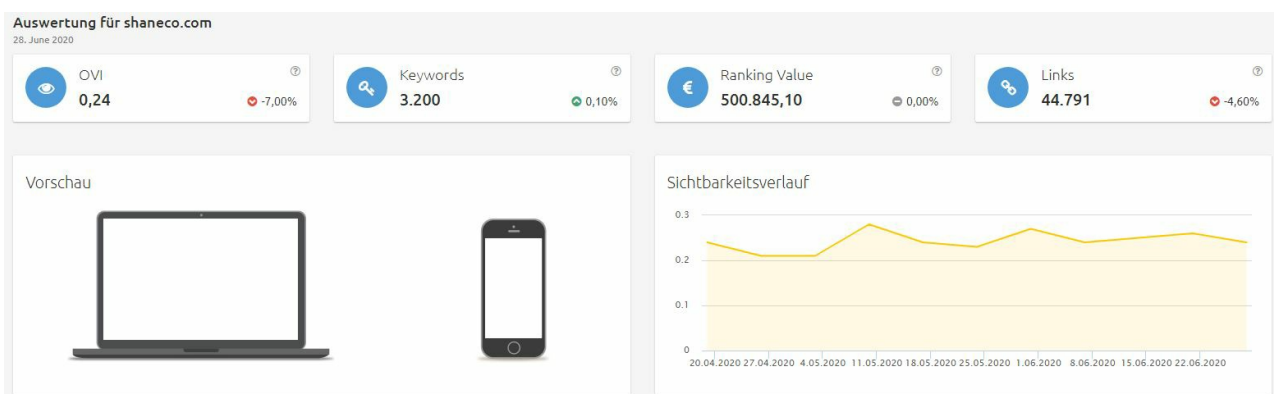 Auswertung für shaneco.com
28. June 2020
OVI
0,24
-7,00%
Keywords
3.200
0,10%
Ranking Value
500.845,10
0,00%
Links
44.791
-4,60%
Vorschau
Sichtbarkeitsverlauf
0.3
0.2
0.1
0
20.04.2020 27.04.2020 4.05.2020 11.05.2020 18.05.2020 25.05.2020 1.06.2020 8.06.2020 15.06.2020 22.06.2020